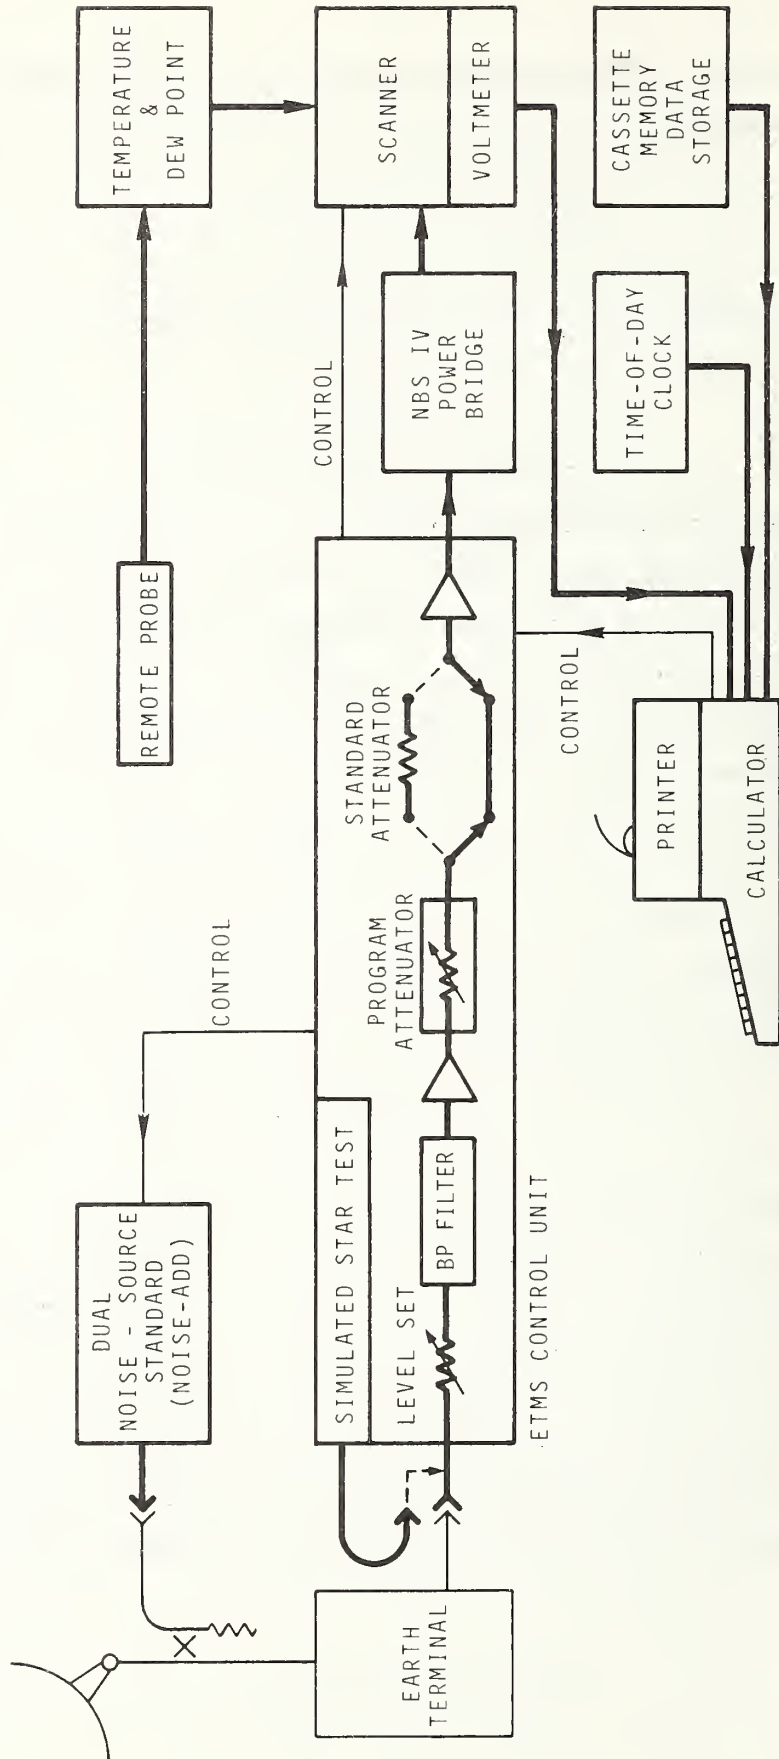 REMOTE PROBE
TEMPERATURE
&
DEW POINT
DUAL
NOISE - SOURCE
STANDARD
(NOISE-ADD)
CONTROL
CONTROL
SCANNER
VOLTMETER
EARTH
TERMINAL
SIMULATED STAR TEST
LEVEL SET
BP FILTER
PROGRAM
ATTENUATOR
STANDARD
ATTENUATOR
NBS IV
POWER
BRIDGE
ETMS CONTROL UNIT
CONTROL
TIME-OF-DAY
CLOCK
CASSETTE
MEMORY
DATA
STORAGE
PRINTER
CALCULATOR